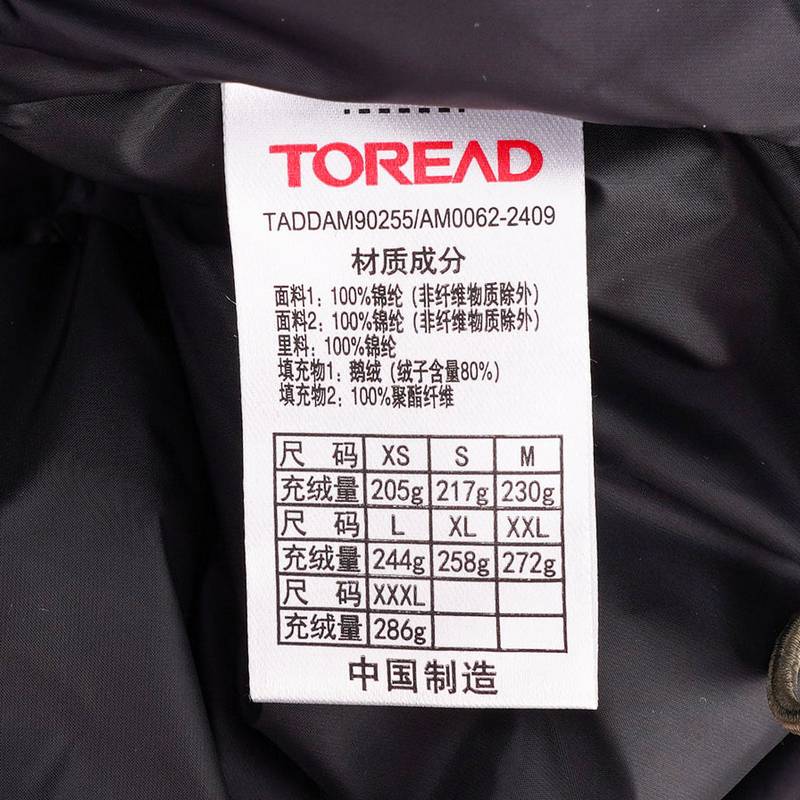 TOREAD
TADDAM90255/AM0062-2409
材质成分
面料1：100%锦纶（非纤维物质除外）
面料2：100%锦纶（非纤维物质除外）
里料：100%锦纶
填充物1：鹅绒（绒子含量80%）
填充物2：100%聚酯纤维
尺 码 XS S M
充绒量 205g 217g 230g
尺 码 L XL XXL
充绒量 244g 258g 272g
尺 码 XXXL
充绒量 286g
中国制造